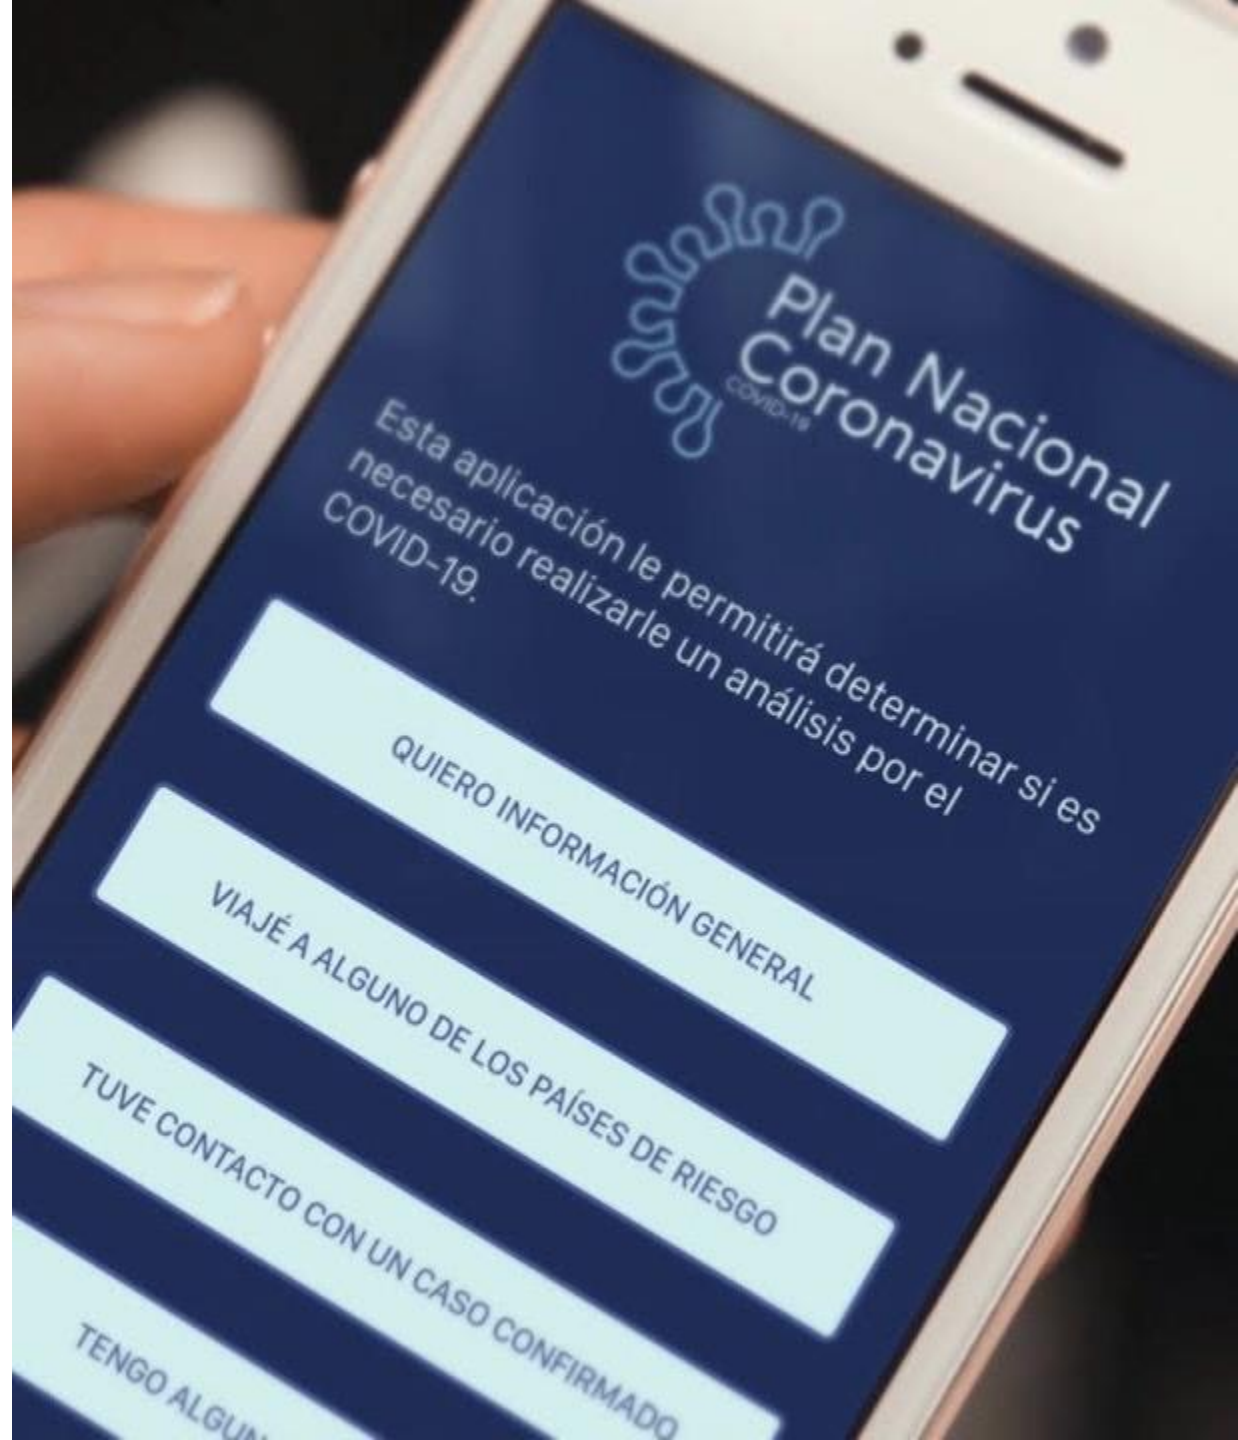 Plan Nacional
Coronavirus
COVID-19
Esta aplicación le permitirá determinar si es
necesario realizarle un análisis por el
COVID-19.
QUIERO INFORMACIÓN GENERAL
VIAJÉ A ALGUNO DE LOS PAÍSES DE RIESGO
TUVE CONTACTO CON UN CASO CONFIRMADO
TENGO ALGUN